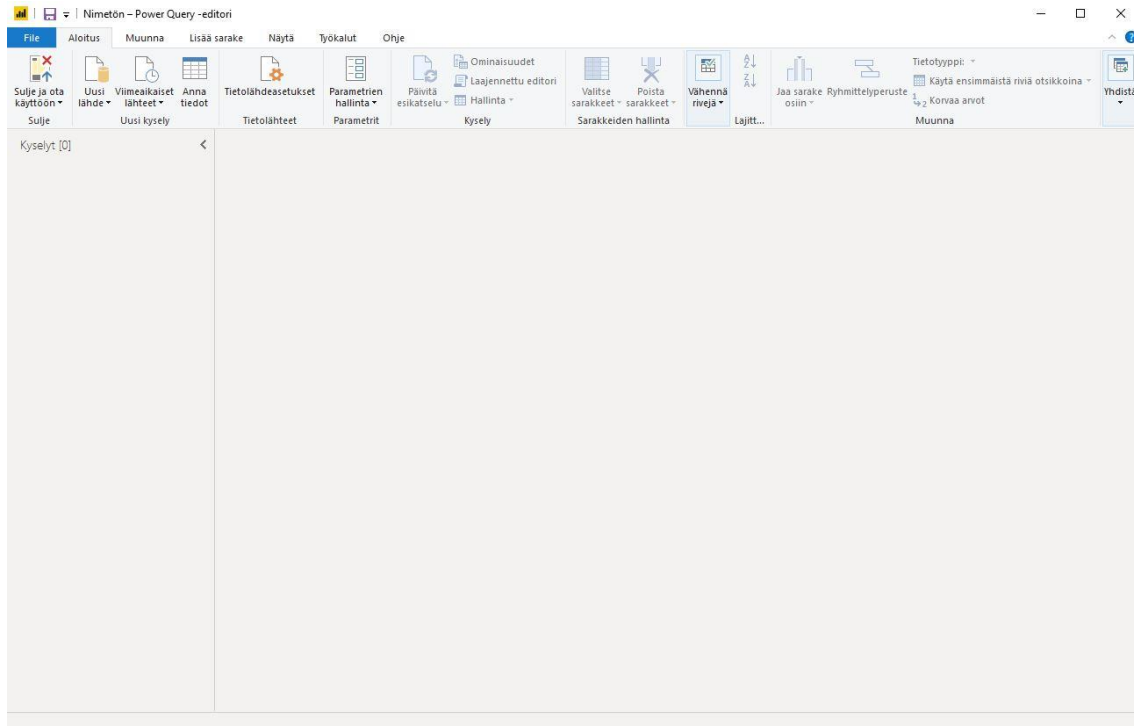 Nimetön – Power Query -editori
File Aloitus Muunna Lisää sarake Näytä Työkalut Ohje
Sulje ja ota käyttöön
Uusi lähde
Viimeaikaiset lähteet
Anna tiedot
Tietolähdeasetukset
Parametrien hallinta
Päivitä esikatselu
Ominaisuudet
Laajennettu editori
Hallinta
Valitse sarakkeet
Poista sarakkeet
Vähennä rivejä
Jaa sarake osiin
Ryhmittelyperuste
Tietotyyppi:
Käytä ensimmäistä riviä otsikkoina
Korvaa arvot
Yhdistä
Sulje Uusi kysely Tietolähteet Parametrit Kysely Sarakkeiden hallinta Lajitt... Muunna
Kyselyt [0]